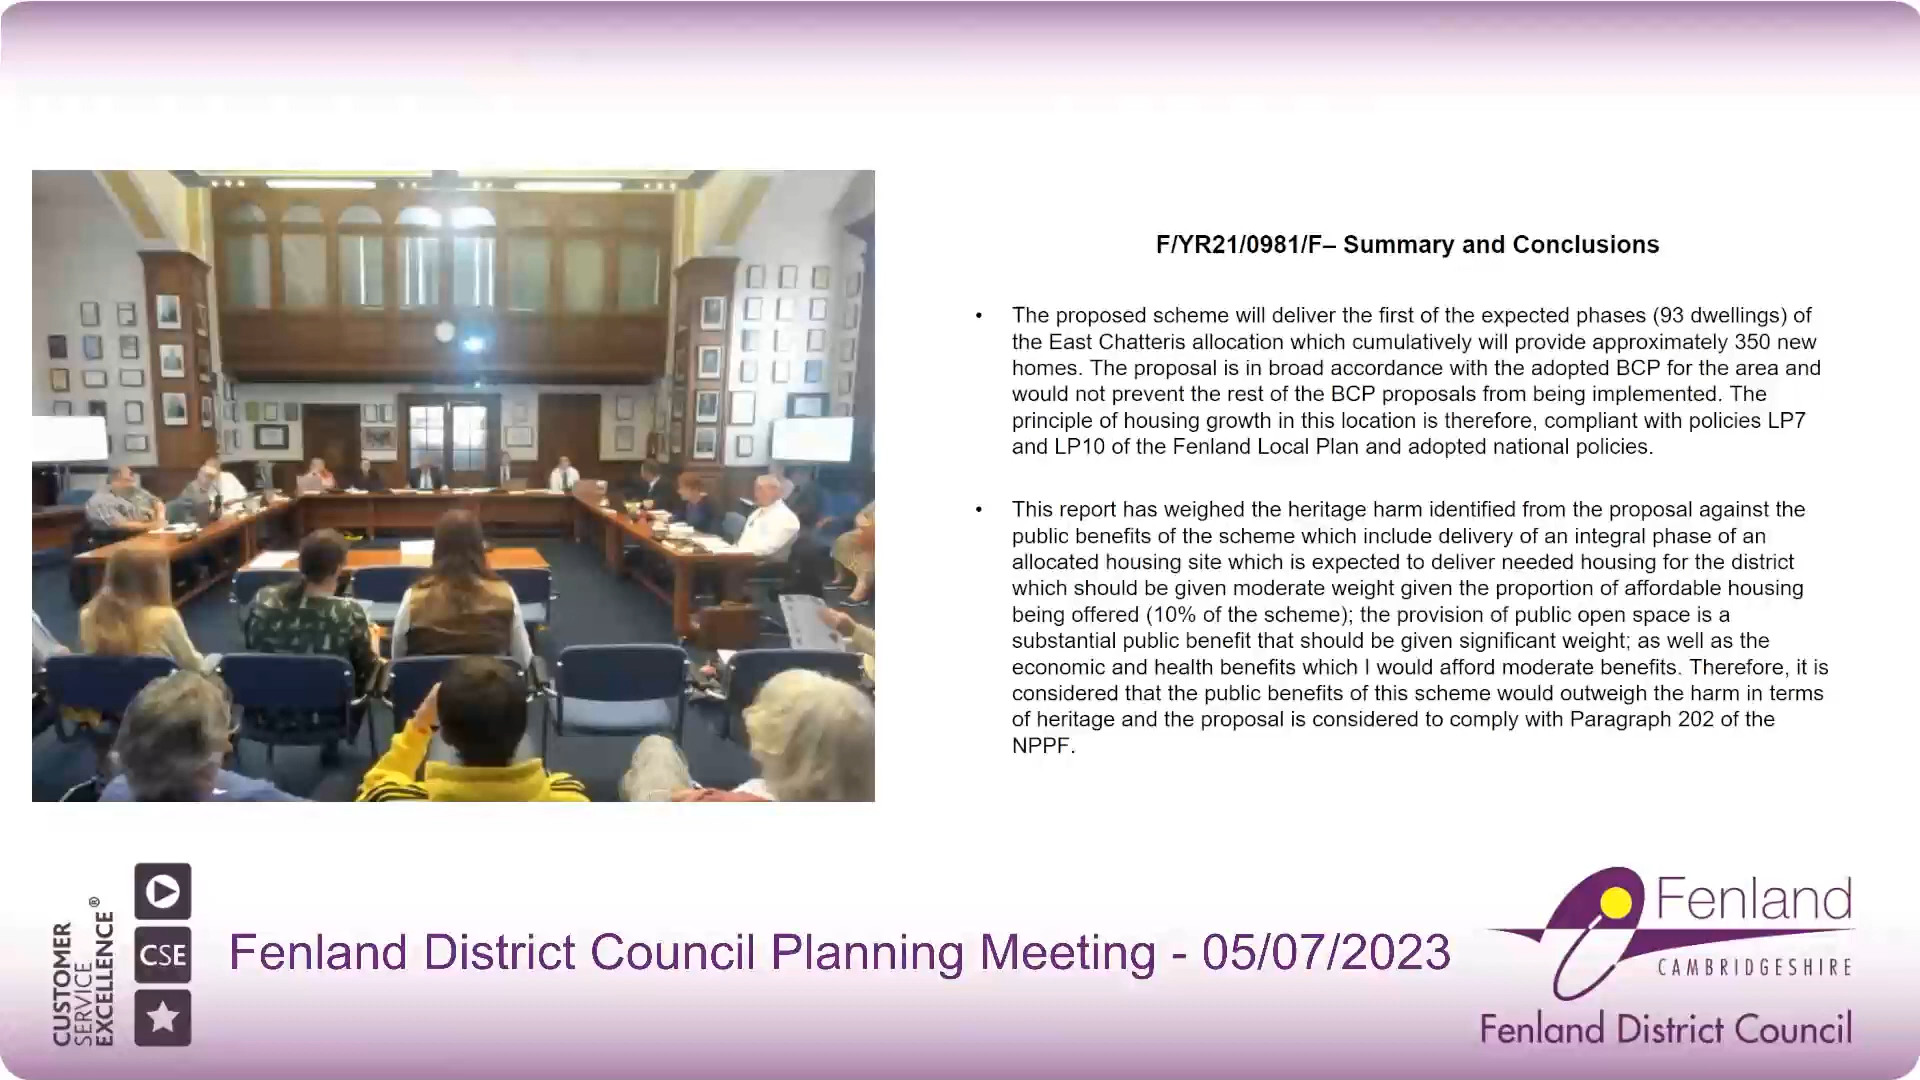 F/YR21/0981/F– Summary and Conclusions
• The proposed scheme will deliver the first of the expected phases (93 dwellings) of
the East Chatteris allocation which cumulatively will provide approximately 350 new
homes. The proposal is in broad accordance with the adopted BCP for the area and
would not prevent the rest of the BCP proposals from being implemented. The
principle of housing growth in this location is therefore, compliant with policies LP7
and LP10 of the Fenland Local Plan and adopted national policies.
• This report has weighed the heritage harm identified from the proposal against the
public benefits of the scheme which include delivery of an integral phase of an
allocated housing site which is expected to deliver needed housing for the district
which should be given moderate weight given the proportion of affordable housing
being offered (10% of the scheme); the provision of public open space is a
substantial public benefit that should be given significant weight; as well as the
economic and health benefits which I would afford moderate benefits. Therefore, it is
considered that the public benefits of this scheme would outweigh the harm in terms
of heritage and the proposal is considered to comply with Paragraph 202 of the
NPPF.
CUSTOMER
SERVICE
EXCELLENCE®
CSE
Fenland District Council Planning Meeting - 05/07/2023
Fenland
CAMBRIDGESHIRE
Fenland District Council